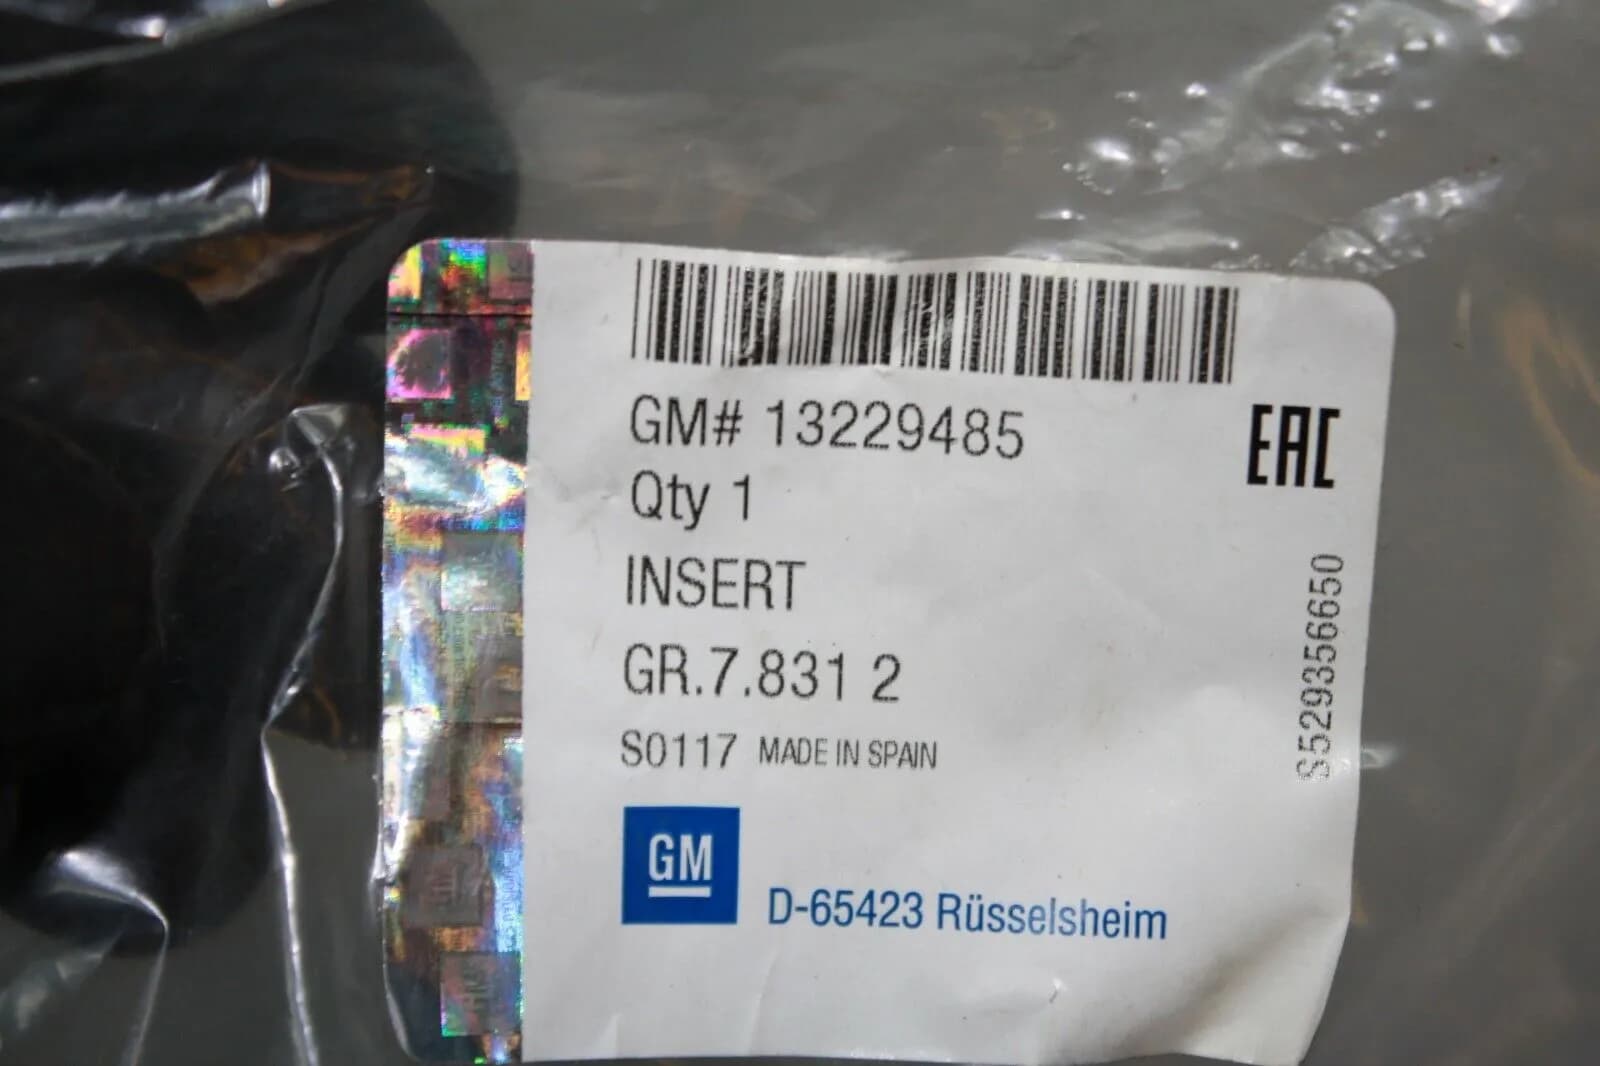 GM# 13229485
EAC
Qty 1
INSERT
GR.7.831 2
S0117 MADE IN SPAIN
S529356650
GM
D-65423 Rüsselsheim